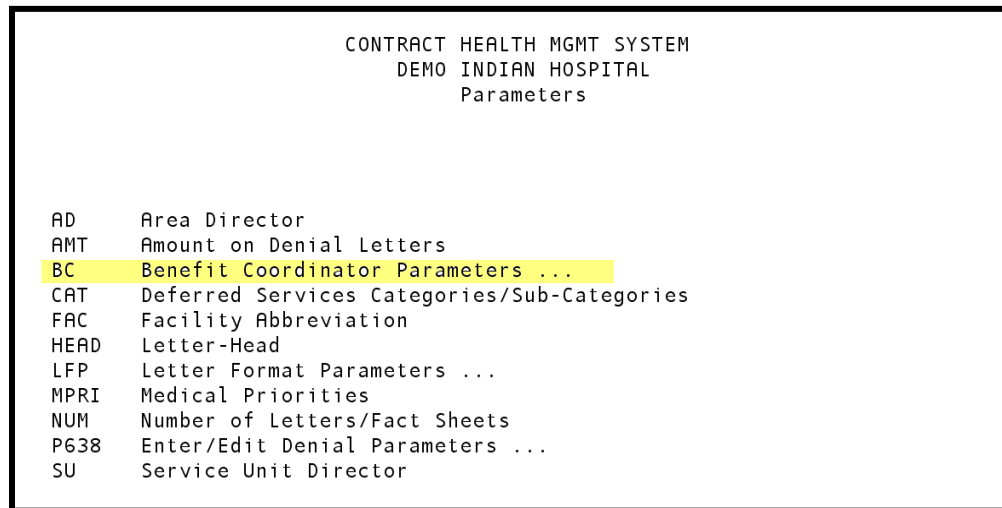 CONTRACT HEALTH MGMT SYSTEM
DEMO INDIAN HOSPITAL
Parameters
AD Area Director
AMT Amount on Denial Letters
BC Benefit Coordinator Parameters ...
CAT Deferred Services Categories/Sub-Categories
FAC Facility Abbreviation
HEAD Letter-Head
LFP Letter Format Parameters ...
MPRI Medical Priorities
NUM Number of Letters/Fact Sheets
P638 Enter/Edit Denial Parameters ...
SU Service Unit Director